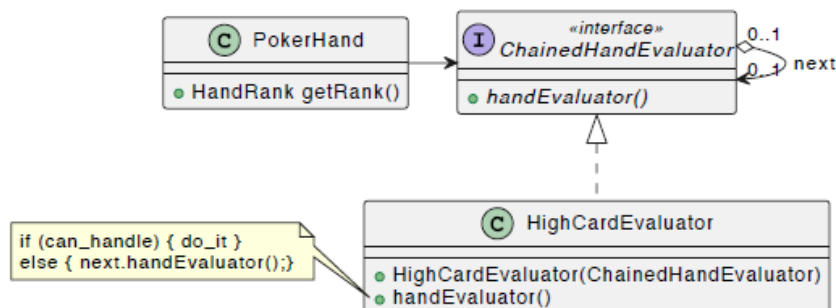 C PokerHand
HandRank getRank()
«interface»
I ChainedHandEvaluator
handEvaluator()
0..1
0..1
next
C HighCardEvaluator
HighCardEvaluator(ChainedHandEvaluator)
handEvaluator()
if (can_handle) { do_it }
else { next.handEvaluator();}